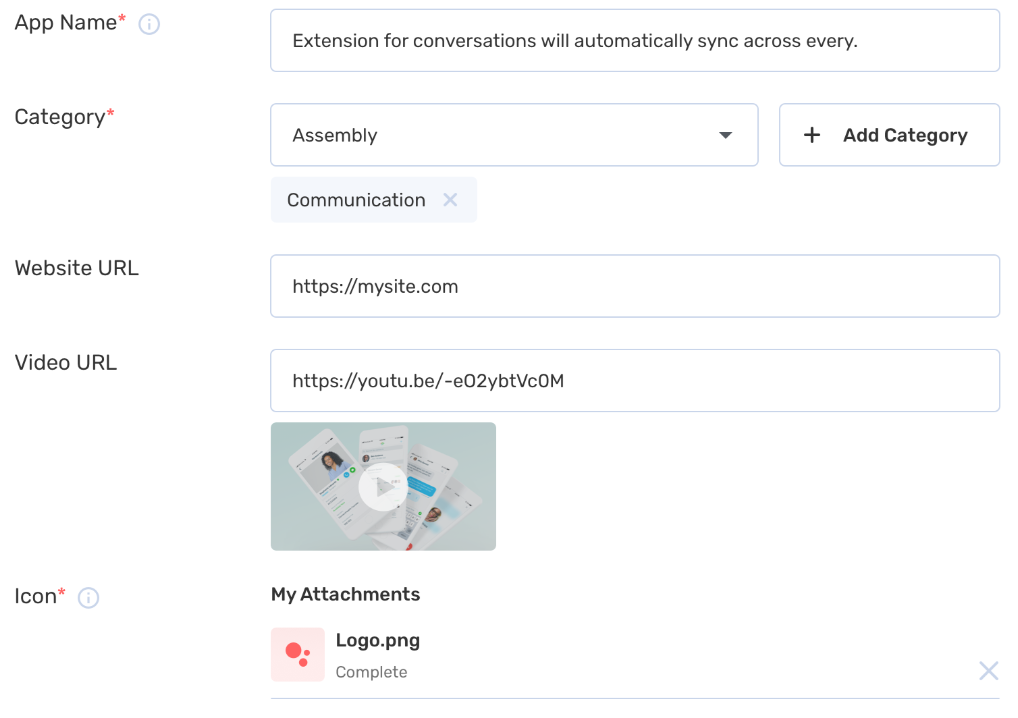 App Name*
Extension for conversations will automatically sync across every.
Category*
Assembly
+ Add Category
Communication
Website URL
https://mysite.com
Video URL
https://youtu.be/-eO2ybtVc0M
Icon*
My Attachments
Logo.png
Complete